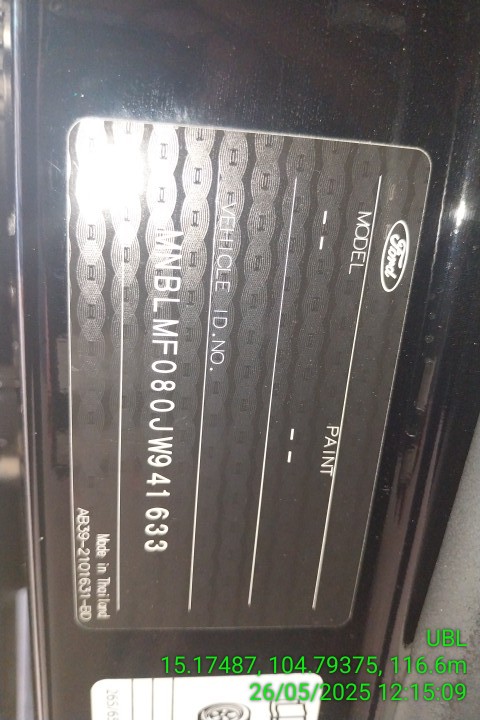 Ford
MODEL
PAINT
--
--
VEHICLE ID.NO.
MNBLMF080JW941633
Made in Thailand
AB39-2101631-BD
UBL
15.17487, 104.79375, 116.6m
26/05/2025 12:15:09